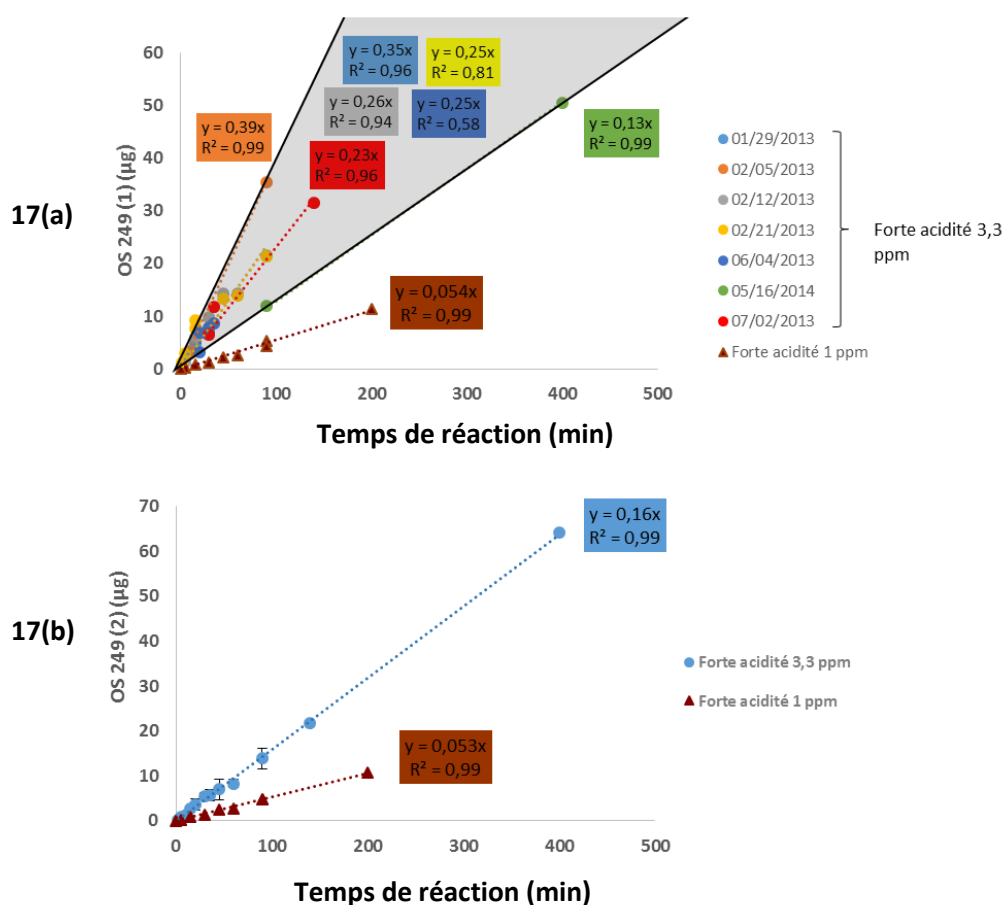 17(a)
OS 249 (1) (µg)
60
50
40
30
20
10
0
0 100 200 300 400 500
Temps de réaction (min)
y = 0,35x
R² = 0,96
y = 0,25x
R² = 0,81
y = 0,26x
R² = 0,94
y = 0,25x
R² = 0,58
y = 0,39x
R² = 0,99
y = 0,23x
R² = 0,96
y = 0,13x
R² = 0,99
y = 0,054x
R² = 0,99
01/29/2013
02/05/2013
02/12/2013
02/21/2013
06/04/2013
05/16/2014
07/02/2013
Forte acidité 1 ppm
Forte acidité 3,3
ppm
17(b)
OS 249 (2) (µg)
70
60
50
40
30
20
10
0
0 100 200 300 400 500
Temps de réaction (min)
y = 0,16x
R² = 0,99
y = 0,053x
R² = 0,99
Forte acidité 3,3 ppm
Forte acidité 1 ppm